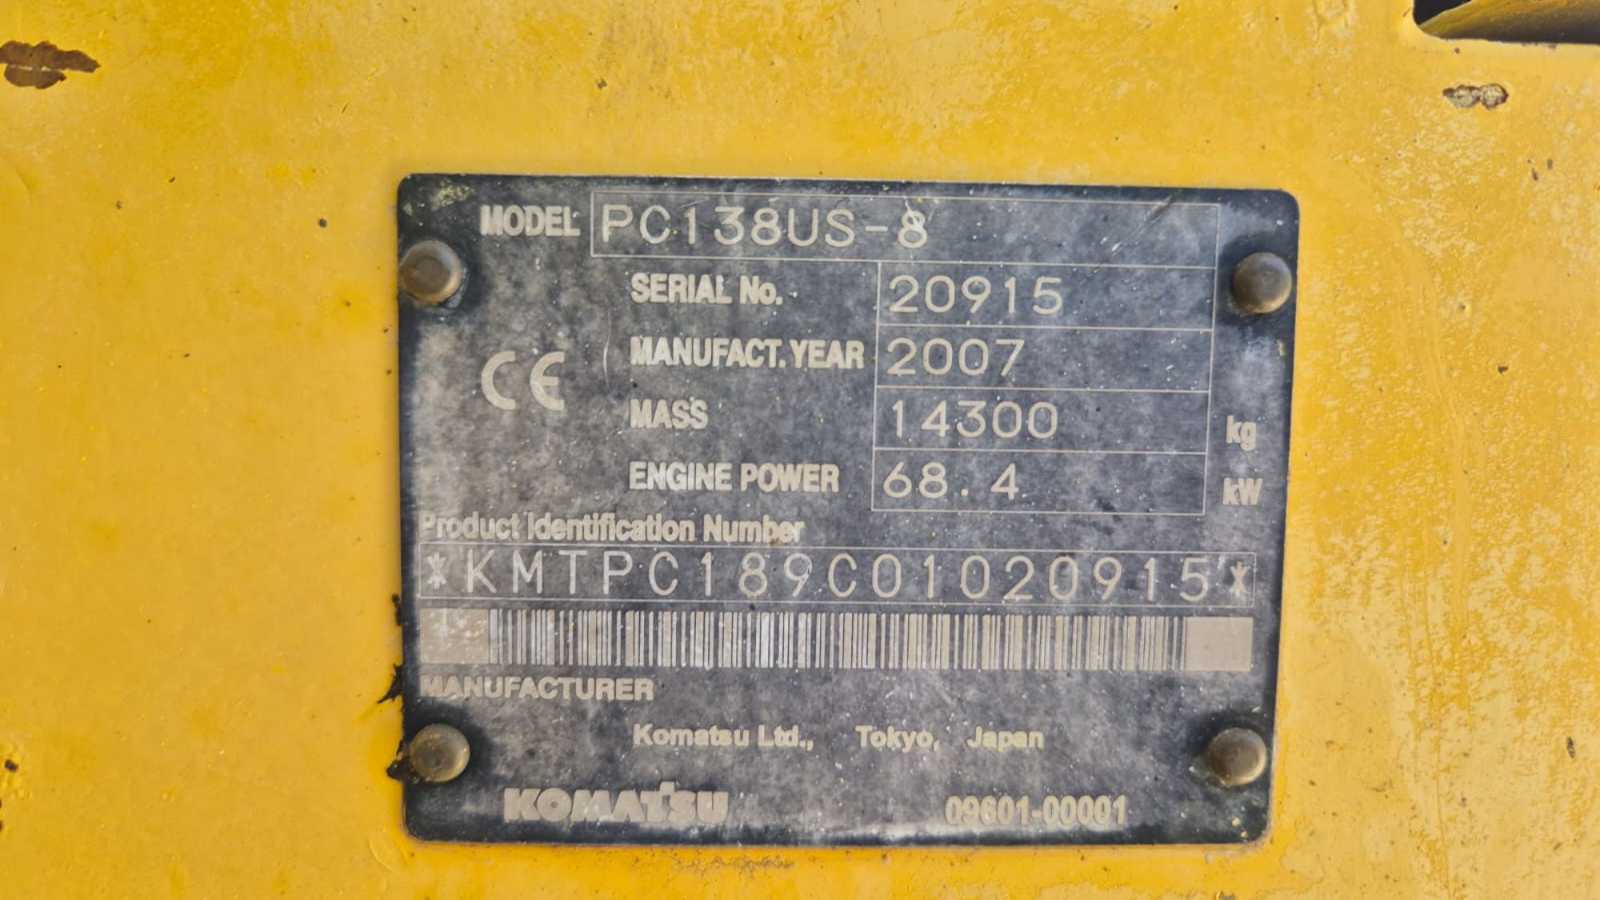 MODEL PC138US-8
SERIAL No. 20915
CE
MANUFACT. YEAR 2007
MASS 14300 kg
ENGINE POWER 68.4 kW
Product Identification Number
*KMTPC189C01020915*
MANUFACTURER
Komatsu Ltd., Tokyo, Japan
KOMATSU 09601-00001